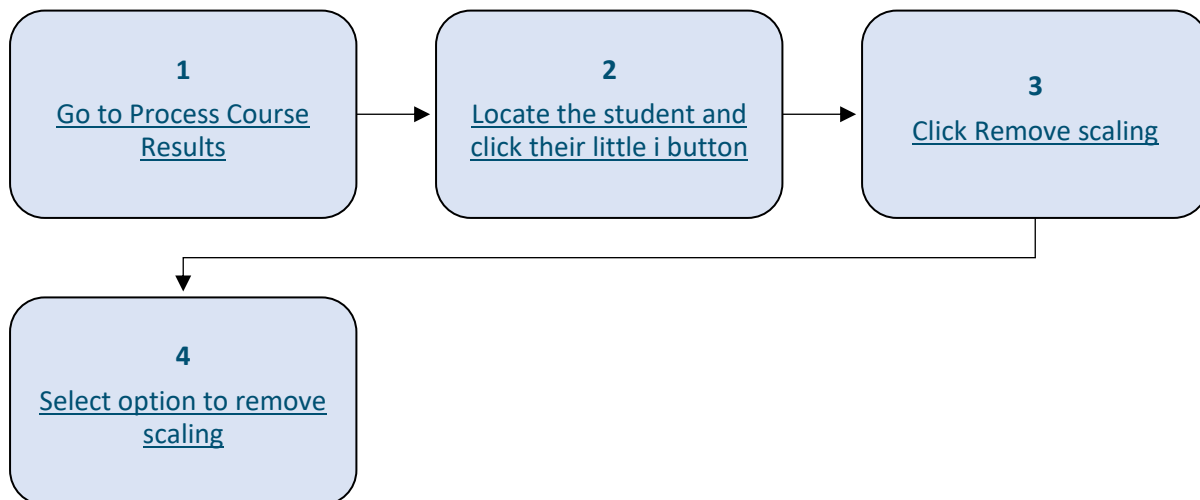 1
Go to Process Course
Results
2
Locate the student and
click their little i button
3
Click Remove scaling
4
Select option to remove
scaling